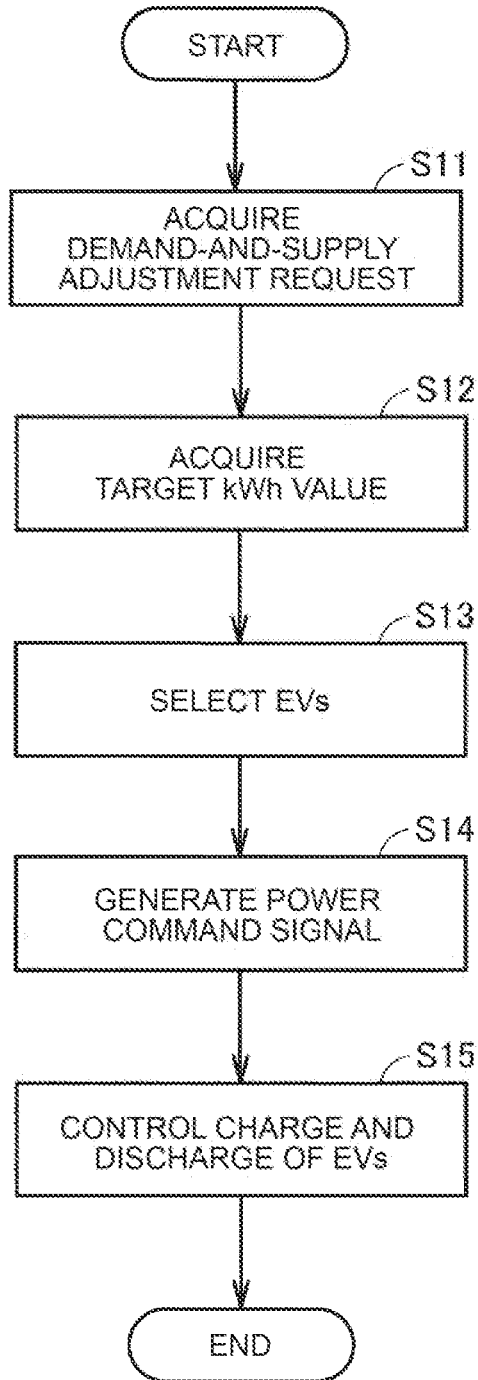 START
S11
ACQUIRE
DEMAND-AND-SUPPLY
ADJUSTMENT REQUEST
S12
ACQUIRE
TARGET kWh VALUE
S13
SELECT EVs
S14
GENERATE POWER
COMMAND SIGNAL
S15
CONTROL CHARGE AND
DISCHARGE OF EVs
END